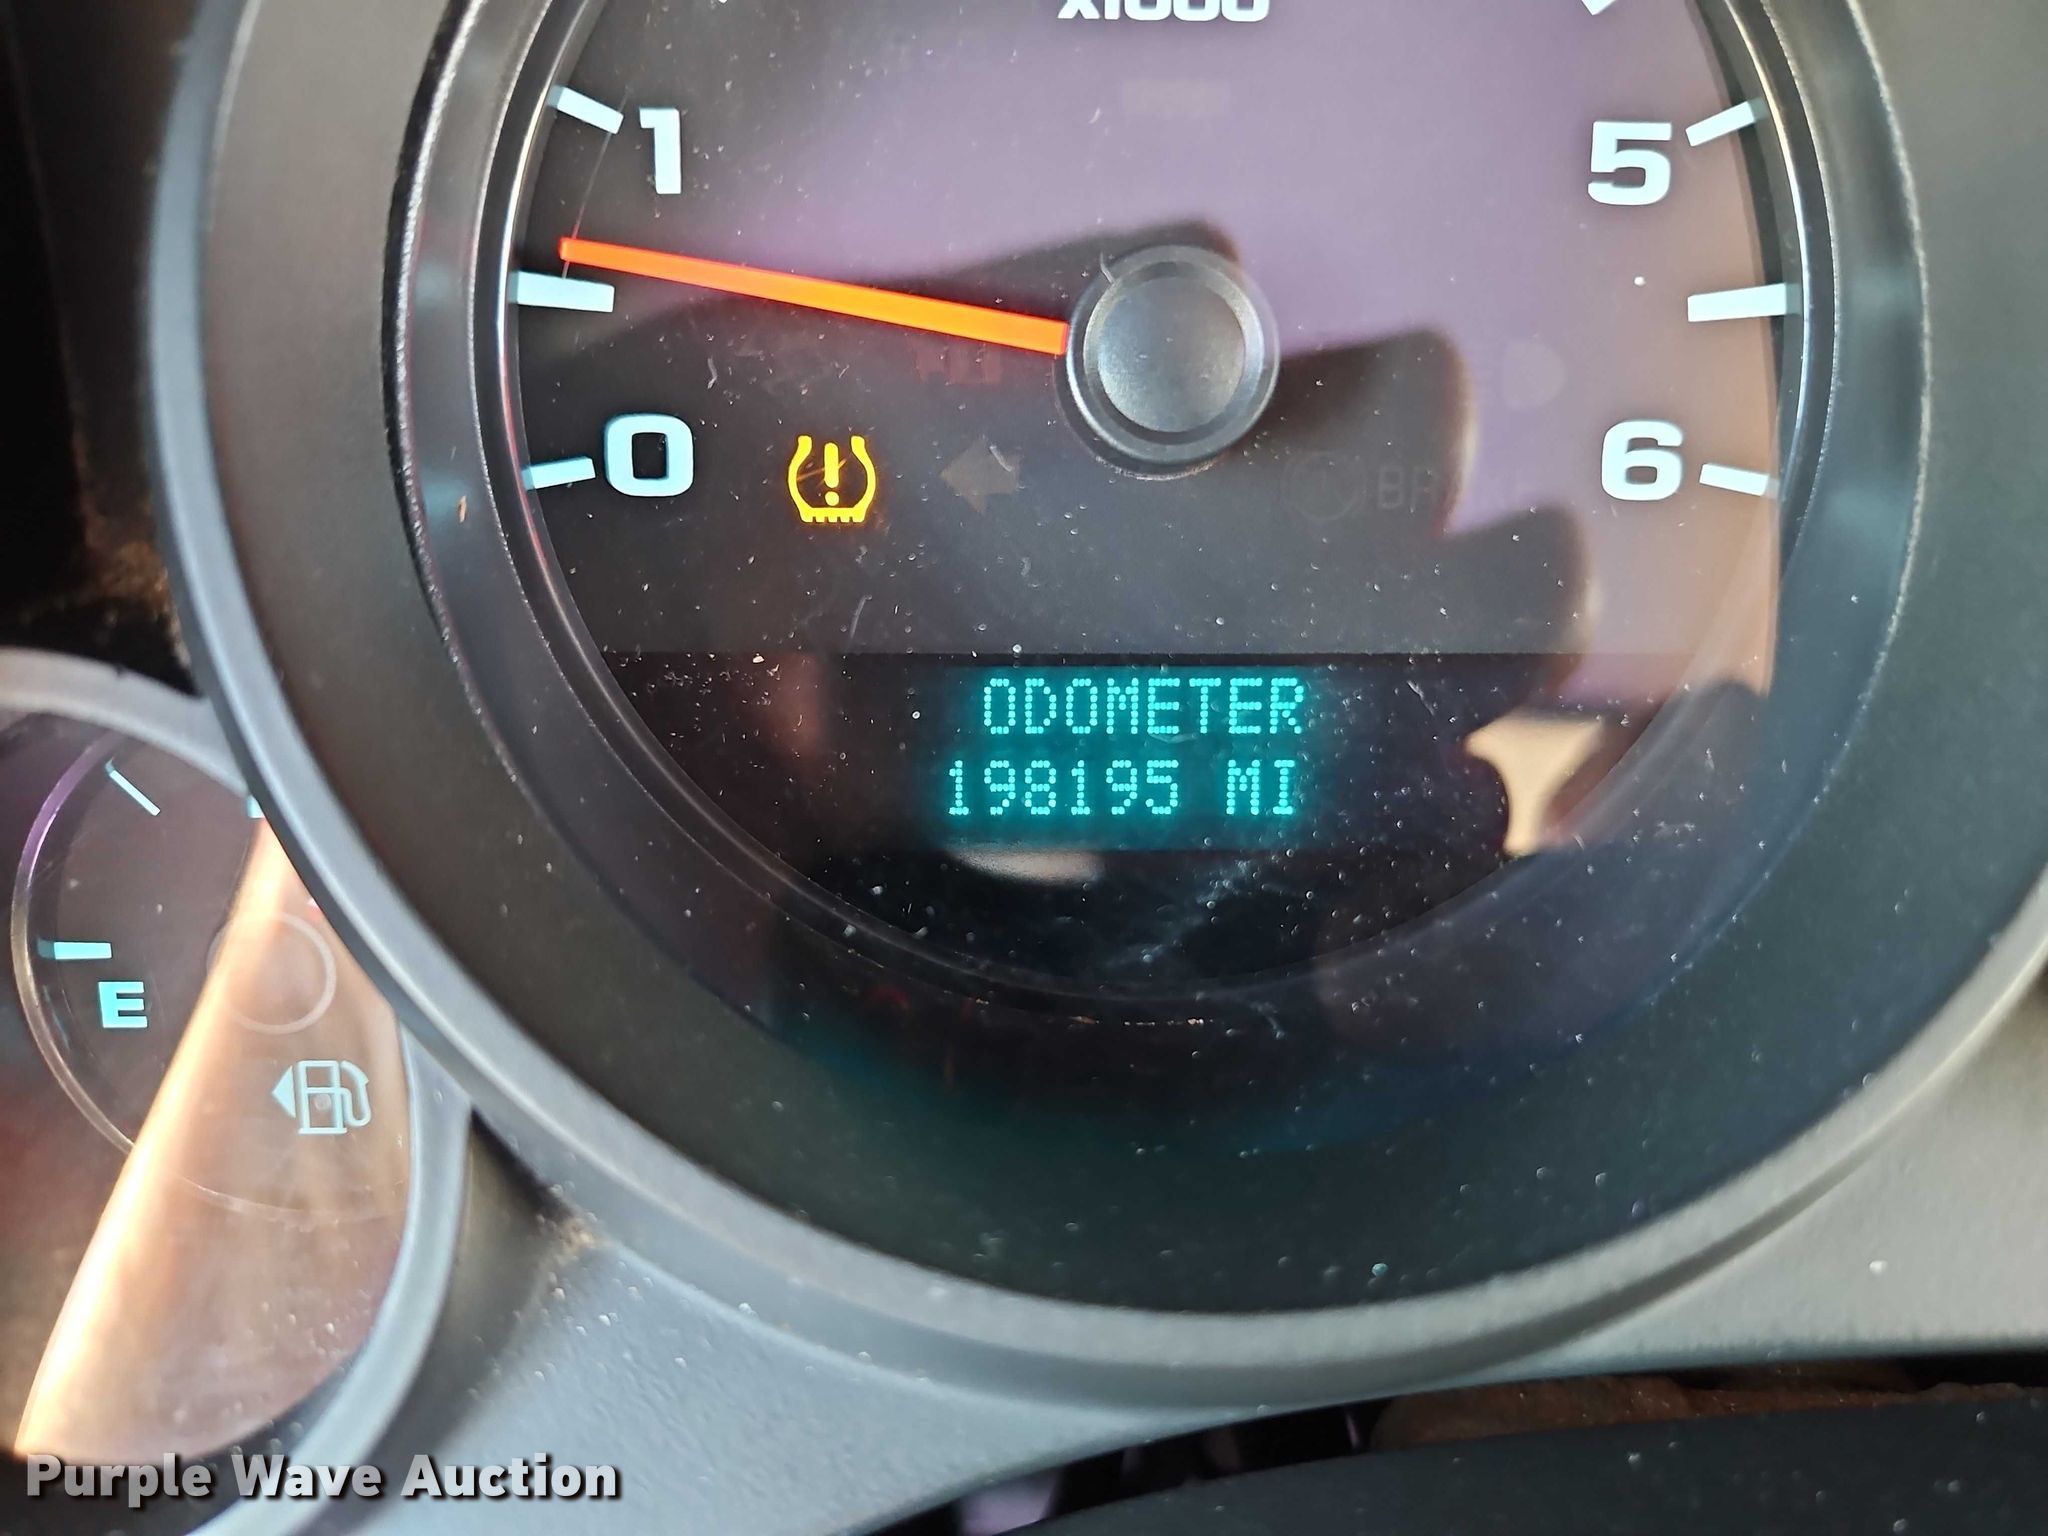 x1000
1
5
0
6
ODOMETER
198195 MI
E
Purple Wave Auction